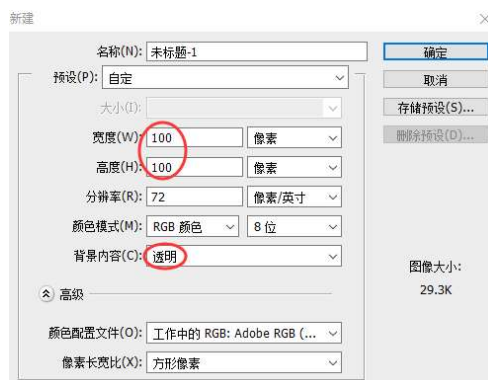 新建
名称(N): 未标题-1 确定
预设(P): 自定 取消
大小(I): 存储预设(S)...
宽度(W): 100 像素 删除预设(D)...
高度(H): 100 像素
分辨率(R): 72 像素/英寸
颜色模式(M): RGB 颜色 8 位
背景内容(C): 透明
图像大小:
高级 29.3K
颜色配置文件(O): 工作中的 RGB: Adobe RGB (...
像素长宽比(X): 方形像素